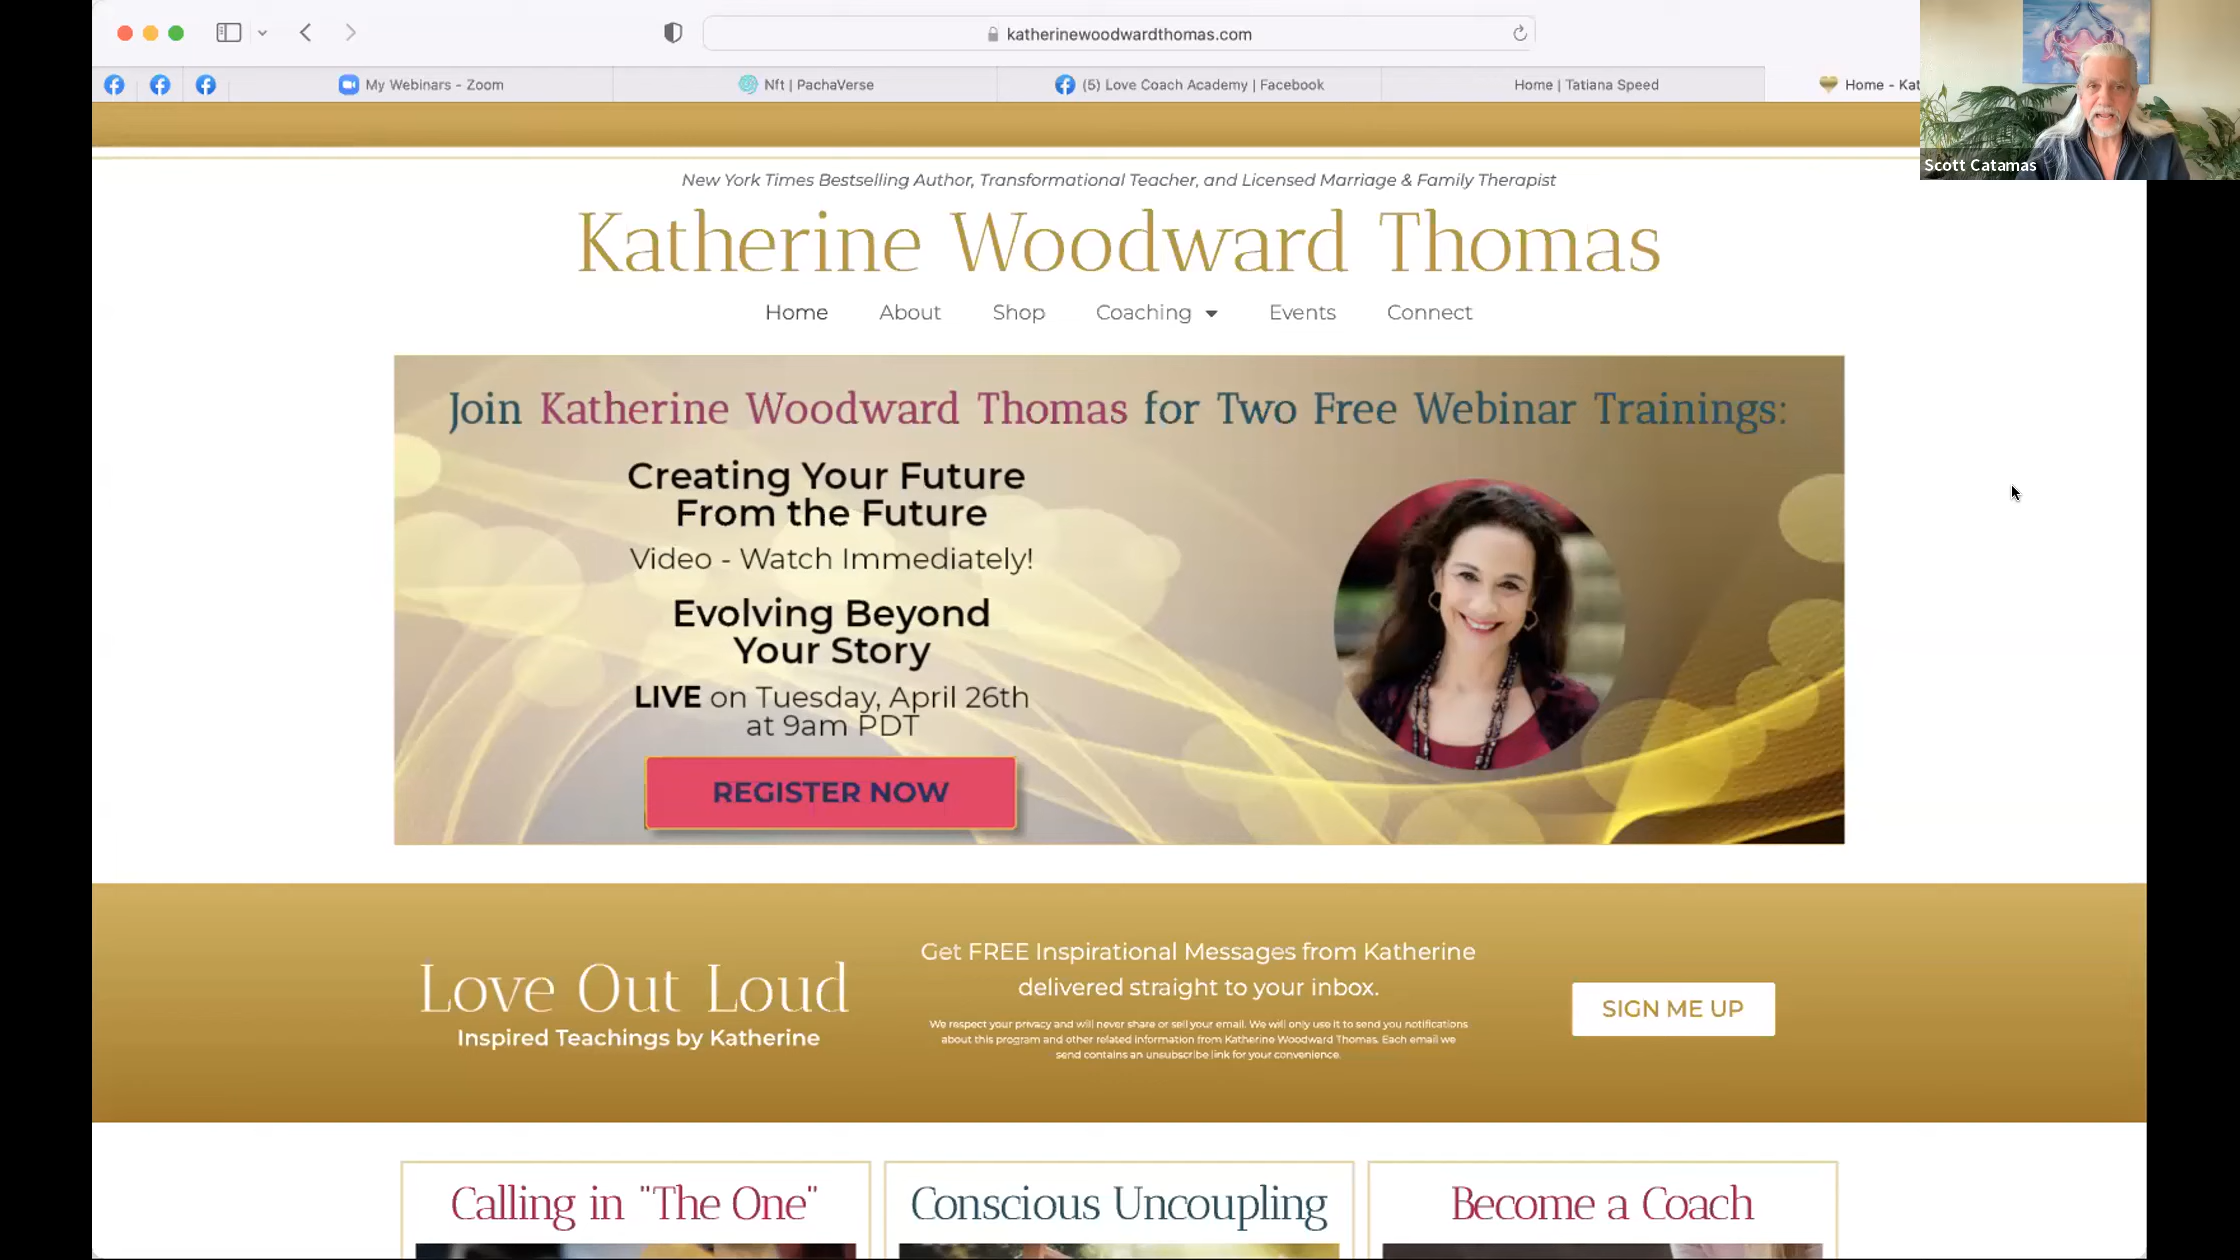 katherinewoodwardthomas.com
My Webinars - Zoom
Nft | PachaVerse
(5) Love Coach Academy | Facebook
Home | Tatiana Speed
Home - Kat
Scott Catamas
New York Times Bestselling Author, Transformational Teacher, and Licensed Marriage & Family Therapist
Katherine Woodward Thomas
Home About Shop Coaching Events Connect
Join Katherine Woodward Thomas for Two Free Webinar Trainings:
Creating Your Future
From the Future
Video - Watch Immediately!
Evolving Beyond
Your Story
LIVE on Tuesday, April 26th
at 9am PDT
REGISTER NOW
Love Out Loud
Inspired Teachings by Katherine
Get FREE Inspirational Messages from Katherine
delivered straight to your inbox.
We respect your privacy and will never share or sell your email. We will only use it to send you notifications
about this program and other related information from Katherine Woodward Thomas. Each email we
send contains an unsubscribe link for your convenience.
SIGN ME UP
Calling in "The One"
Conscious Uncoupling
Become a Coach